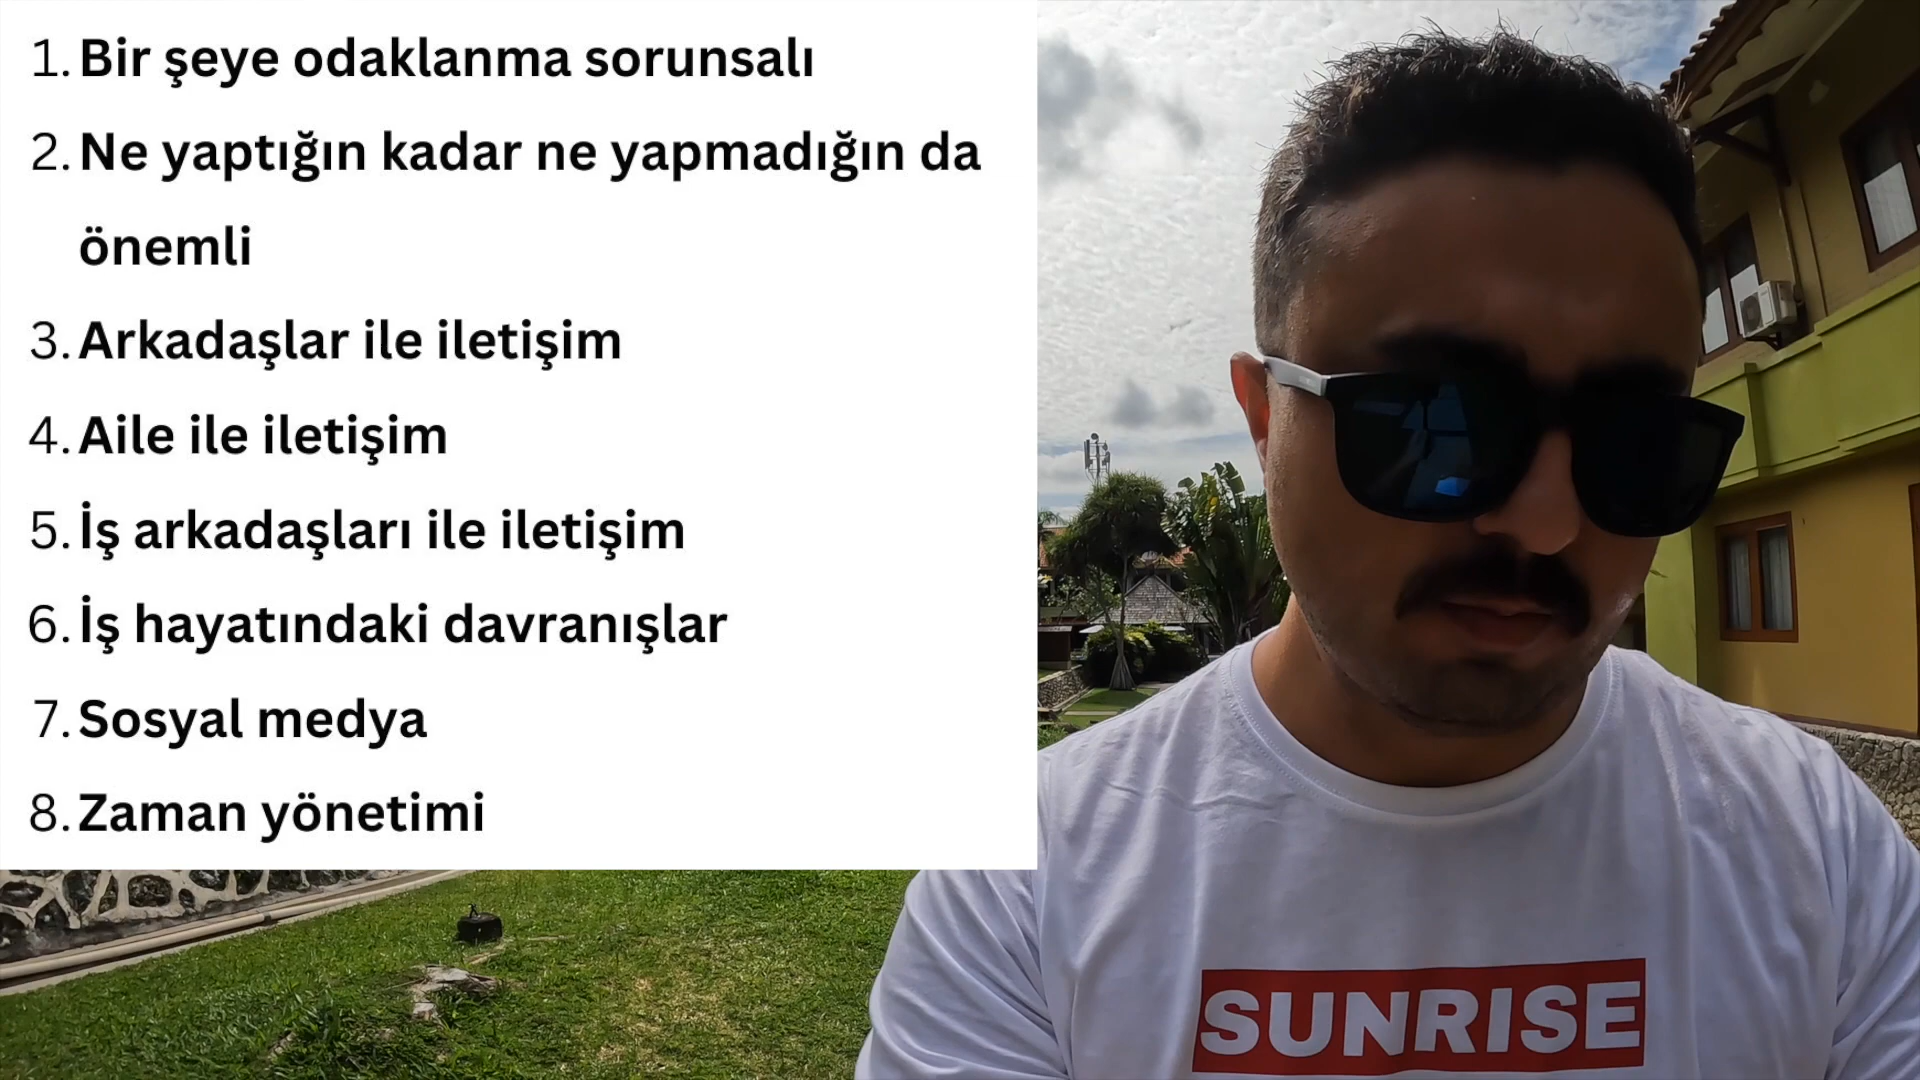 1. Bir şeye odaklanma sorunsalı
2. Ne yaptığın kadar ne yapmadığın da
önemli
3. Arkadaşlar ile iletişim
4. Aile ile iletişim
5. İş arkadaşları ile iletişim
6. İş hayatındaki davranışlar
7. Sosyal medya
8. Zaman yönetimi
SUNRISE